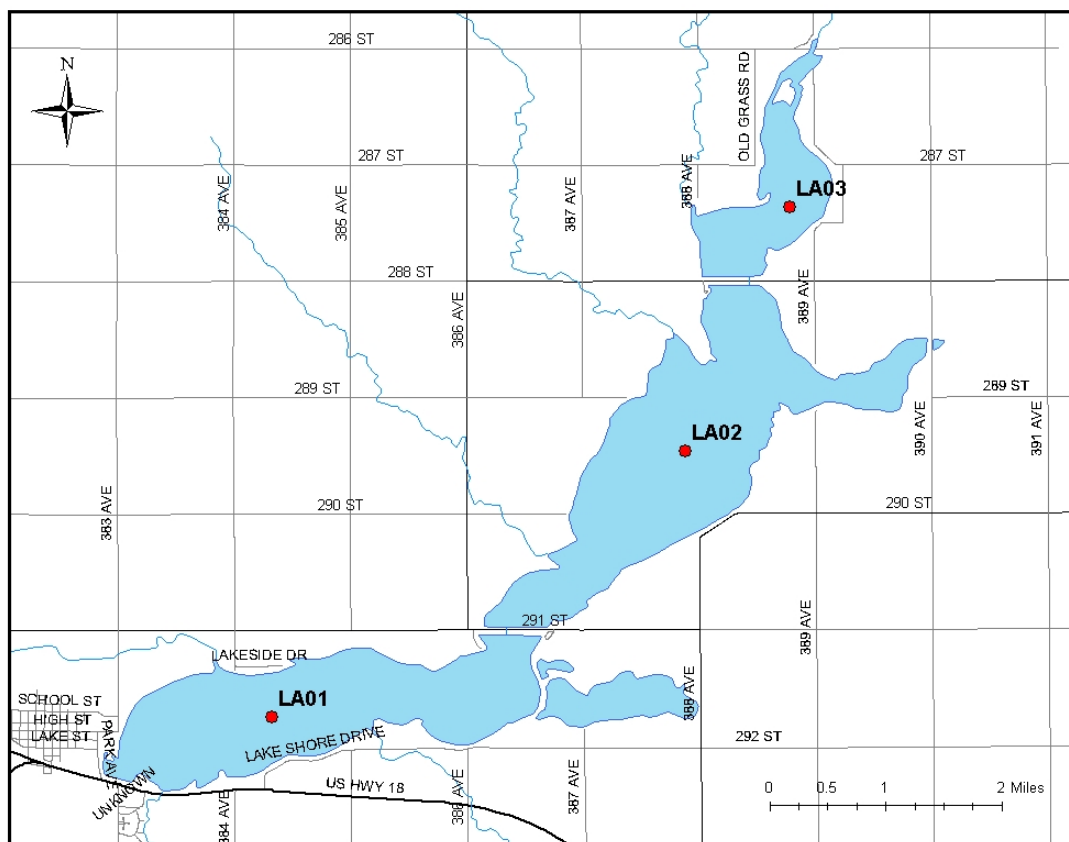 286 ST
N
OLD GRASS RD
287 ST
287 ST
384 AVE
385 AVE
387 AVE
388 AVE
LA03
288 ST
386 AVE
389 AVE
289 ST
289 ST
390 AVE
391 AVE
LA02
383 AVE
290 ST
290 ST
291 ST
389 AVE
LAKESIDE DR
SCHOOL ST
HIGH ST
LAKE ST
PARK AVE
LA01
388 AVE
LAKE SHORE DRIVE
292 ST
UNKNOWN
US HWY 18
384 AVE
386 AVE
387 AVE
0 0.5 1 2 Miles